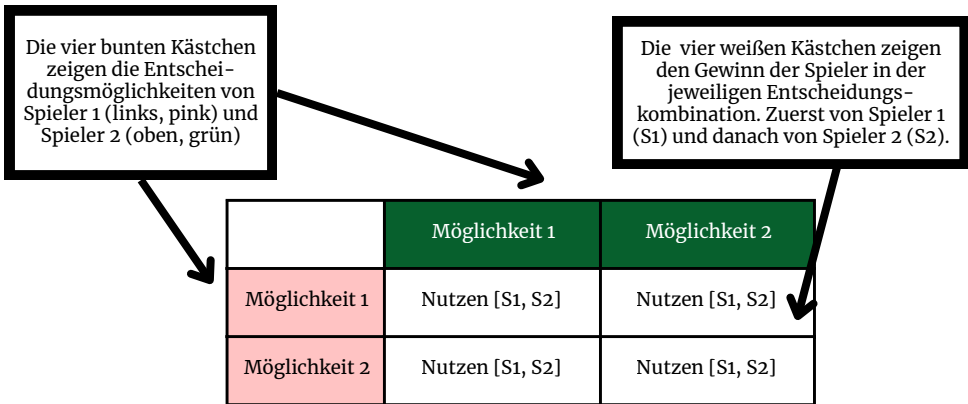 Die vier bunten Kästchen
zeigen die Entschei-
dungsmöglichkeiten von
Spieler 1 (links, pink) und
Spieler 2 (oben, grün)
Die  vier weißen Kästchen zeigen
den Gewinn der Spieler in der
jeweiligen Entscheidungs-
kombination. Zuerst von Spieler 1
(S1) und danach von Spieler 2 (S2).
Möglichkeit 1 Möglichkeit 2
Möglichkeit 1 Nutzen [S1, S2] Nutzen [S1, S2]
Möglichkeit 2 Nutzen [S1, S2] Nutzen [S1, S2]